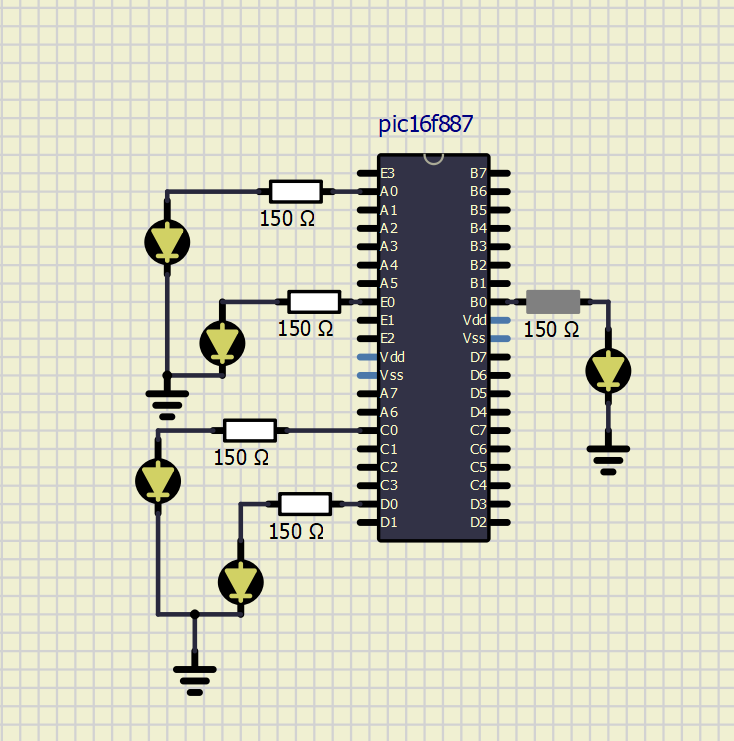 pic16f887
E3 B7
A0 B6
150 Ω
A1 B5
A2 B4
A3 B3
A4 B2
A5 B1
E0 B0
150 Ω
E1 Vdd
150 Ω
E2 Vss
Vdd D7
Vss D6
A7 D5
A6 D4
C0 C7
150 Ω
C1 C6
C2 C5
C3 C4
D0 D3
150 Ω
D1 D2